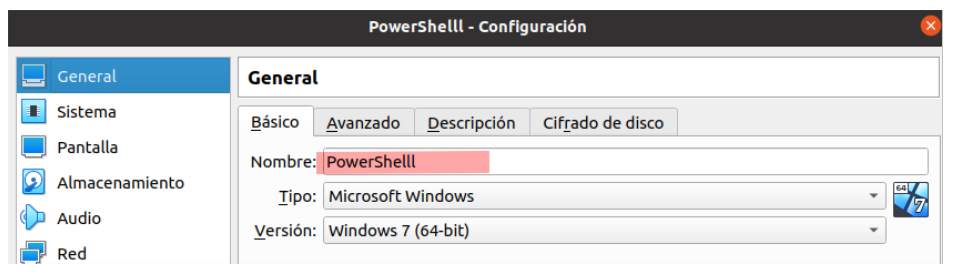 PowerShelll - Configuración
General
Sistema
Pantalla
Almacenamiento
Audio
Red
General
Básico Avanzado Descripción Cifrado de disco
Nombre: PowerShelll
Tipo: Microsoft Windows
64
7
Versión: Windows 7 (64-bit)